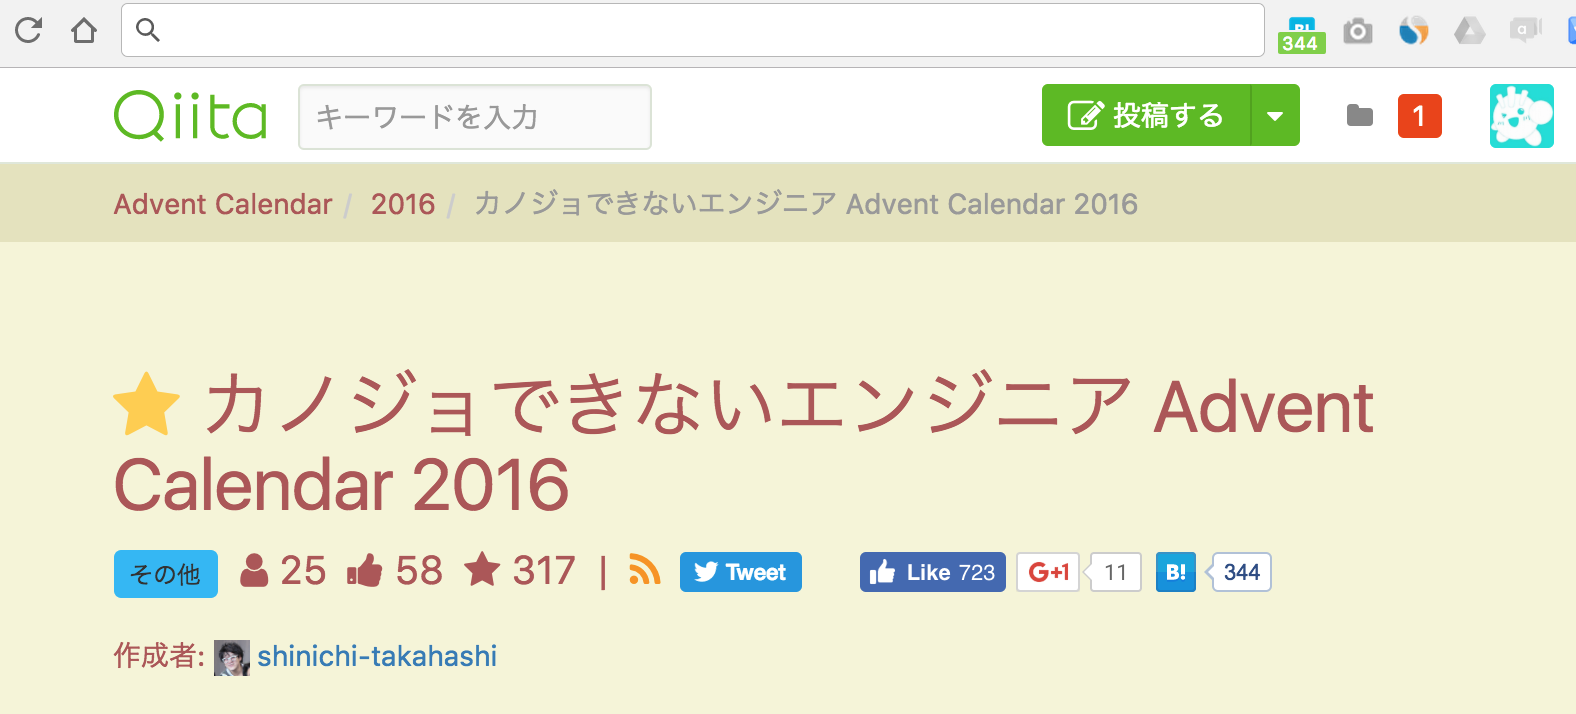 B!
344
Qiita
キーワードを入力
投稿する
1
Advent Calendar / 2016 / カノジョできないエンジニア Advent Calendar 2016
カノジョできないエンジニア Advent
Calendar 2016
その他 25 58 317 | Tweet Like 723 G+1 11 B! 344
作成者: shinichi-takahashi